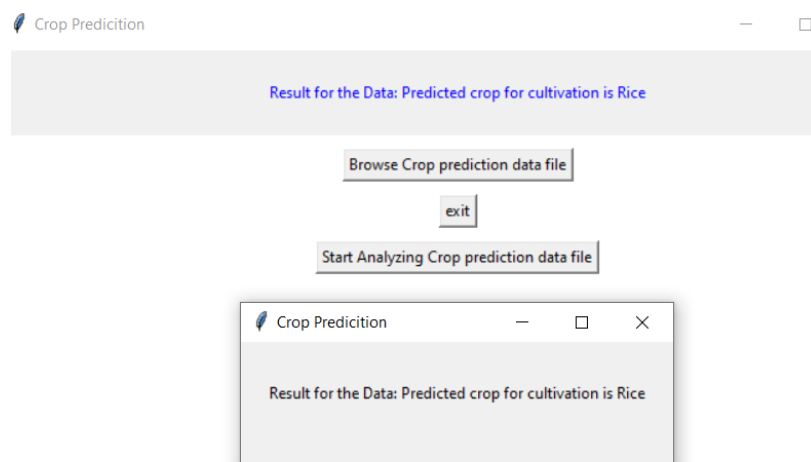 Crop Predicition
Result for the Data: Predicted crop for cultivation is Rice
Browse Crop prediction data file
exit
Start Analyzing Crop prediction data file
Crop Predicition
Result for the Data: Predicted crop for cultivation is Rice